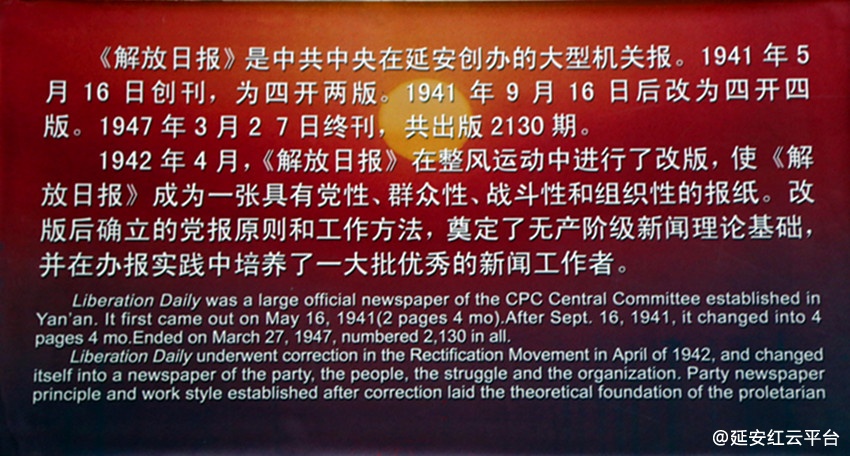 《解放日报》是中共中央在延安创办的大型机关报。1941 年 5
月 16 日创刊，为四开两版。1941 年 9 月 16 日后改为四开四
版。1947 年 3 月 2 7 日终刊，共出版 2130 期。
1942 年 4 月，《解放日报》在整风运动中进行了改版，使《解
放日报》成为一张具有党性、群众性、战斗性和组织性的报纸。改
版后确立的党报原则和工作方法，奠定了无产阶级新闻理论基础，
并在办报实践中培养了一大批优秀的新闻工作者。
Liberation Daily was a large official newspaper of the CPC Central Committee established in
Yan'an. It first came out on May 16, 1941(2 pages 4 mo).After Sept. 16, 1941, it changed into 4
pages 4 mo.Ended on March 27, 1947, numbered 2,130 in all.
Liberation Daily underwent correction in the Rectification Movement in April of 1942, and changed
itself into a newspaper of the party, the people, the struggle and the organization. Party newspaper
principle and work style established after correction laid the theoretical foundation of the proletarian
@延安红云平台